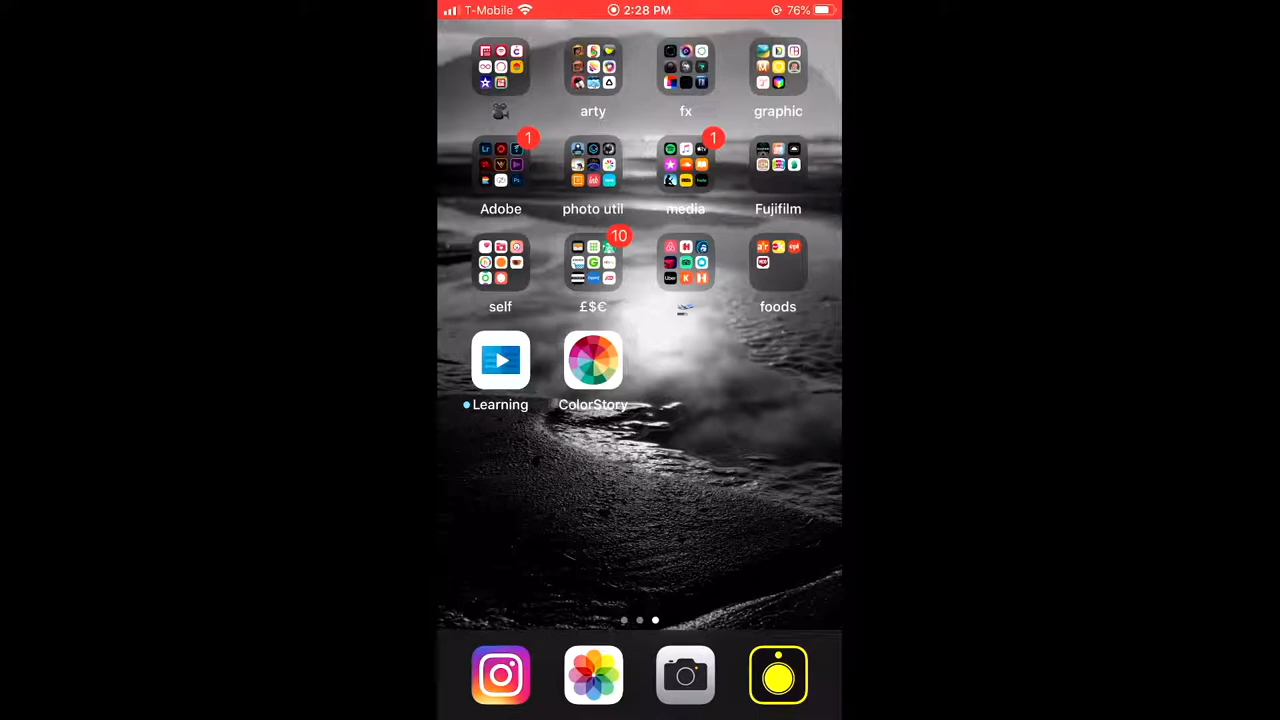 T-Mobile 2:28 PM 76%
arty fx graphic
1 1
Adobe photo util media Fujifilm
10
self £$€ foods
Learning ColorStory